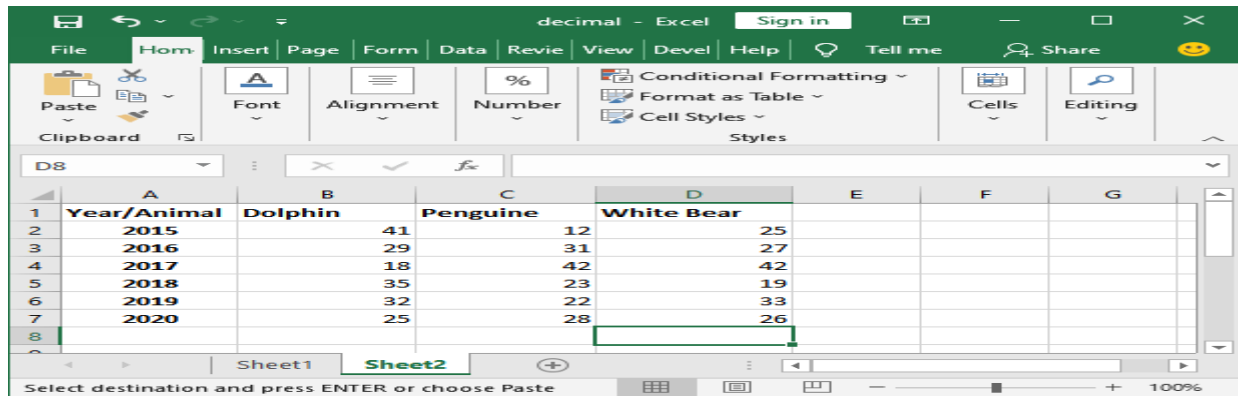 decimal - Excel Sign in
File Hom Insert Page Form Data Revie View Devel Help Tell me Share
Paste Font Alignment % Number Conditional Formatting Format as Table Cell Styles Cells Editing
Clipboard Styles
D8 fx
A B C D E F G
1 Year/Animal Dolphin Penguine White Bear
2 2015 41 12 25
3 2016 29 31 27
4 2017 18 42 42
5 2018 35 23 19
6 2019 32 22 33
7 2020 25 28 26
8
Sheet1 Sheet2
Select destination and press ENTER or choose Paste 100%